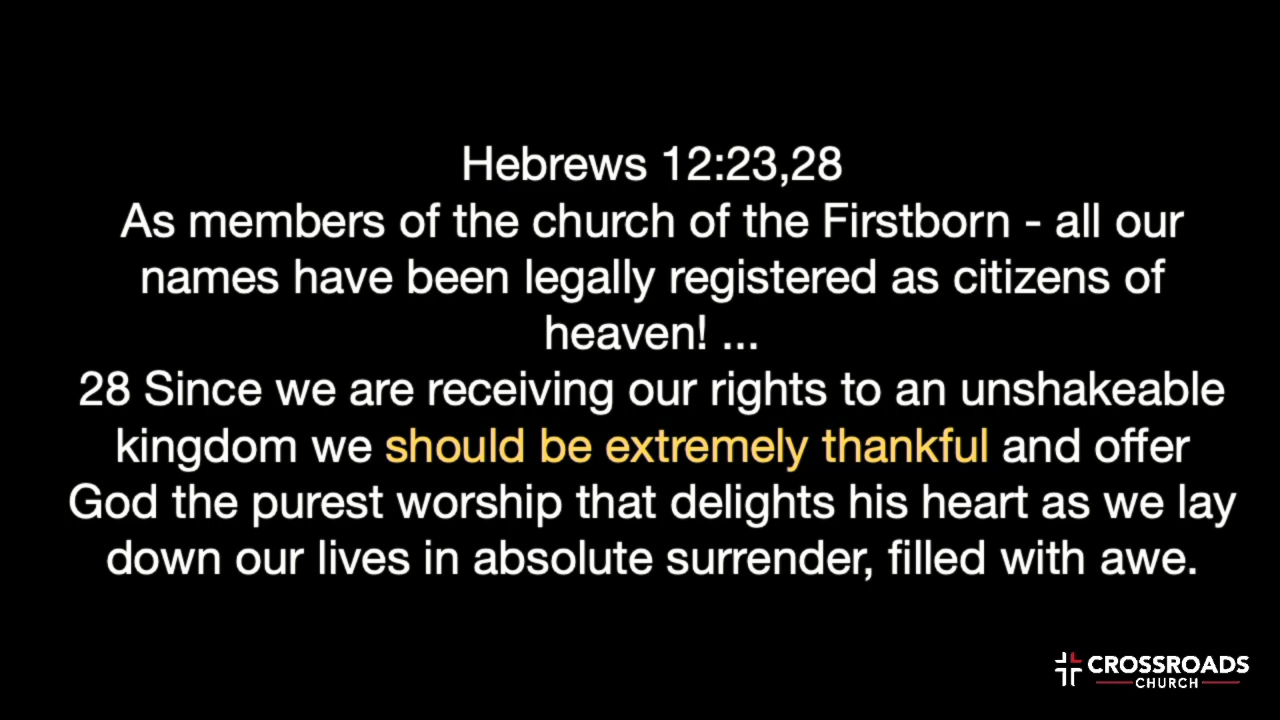 Hebrews 12:23,28
As members of the church of the Firstborn - all our
names have been legally registered as citizens of
heaven! ...
28 Since we are receiving our rights to an unshakeable
kingdom we should be extremely thankful and offer
God the purest worship that delights his heart as we lay
down our lives in absolute surrender, filled with awe.
CROSSROADS
CHURCH